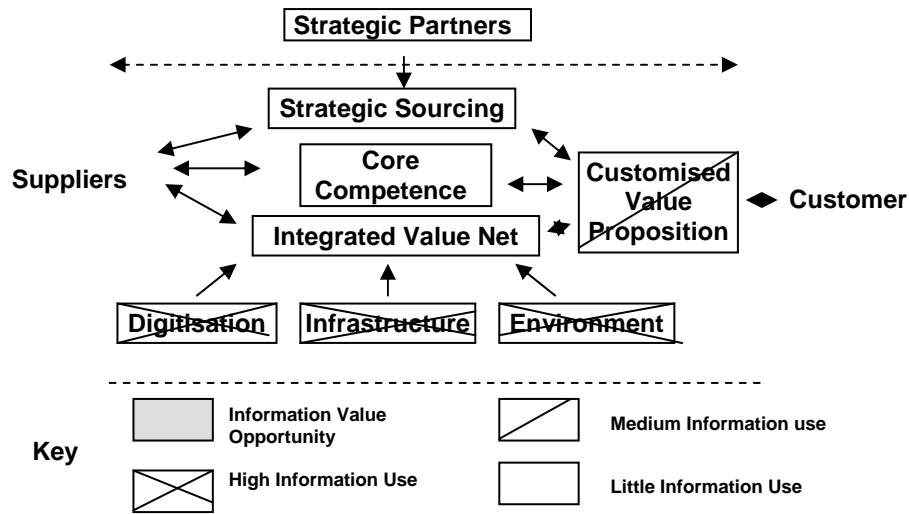 Strategic Partners
Strategic Sourcing
Suppliers
Core
Competence
Customised
Value
Proposition
Customer
Integrated Value Net
Digitisation
Infrastructure
Environment
Key
Information Value
Opportunity
Medium Information use
High Information Use
Little Information Use